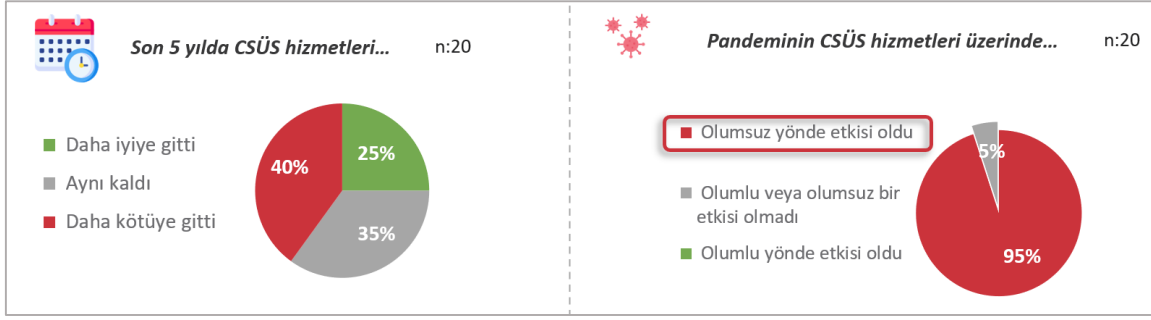 Son 5 yılda CSÜS hizmetleri...
n:20
Daha iyiye gitti
Aynı kaldı
Daha kötüye gitti
40%
25%
35%
Pandeminin CSÜS hizmetleri üzerinde...
n:20
Olumsuz yönde etkisi oldu
Olumlu veya olumsuz bir
etkisi olmadı
Olumlu yönde etkisi oldu
5%
95%